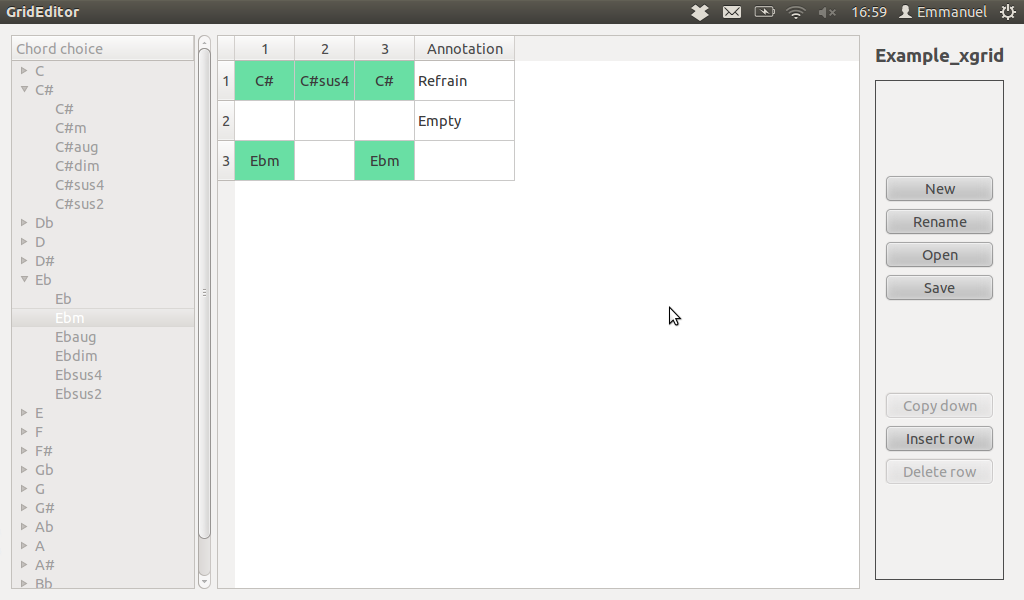 GridEditor
16:59 Emmanuel
Chord choice
C
C#
C#
C#m
C#aug
C#dim
C#sus4
C#sus2
Db
D
D#
Eb
Eb
Ebm
Ebaug
Ebdim
Ebsus4
Ebsus2
E
F
F#
Gb
G
G#
Ab
A
A#
Bb
1 2 3 Annotation
1 C# C#sus4 C# Refrain
2 Empty
3 Ebm Ebm
Example_xgrid
New
Rename
Open
Save
Copy down
Insert row
Delete row